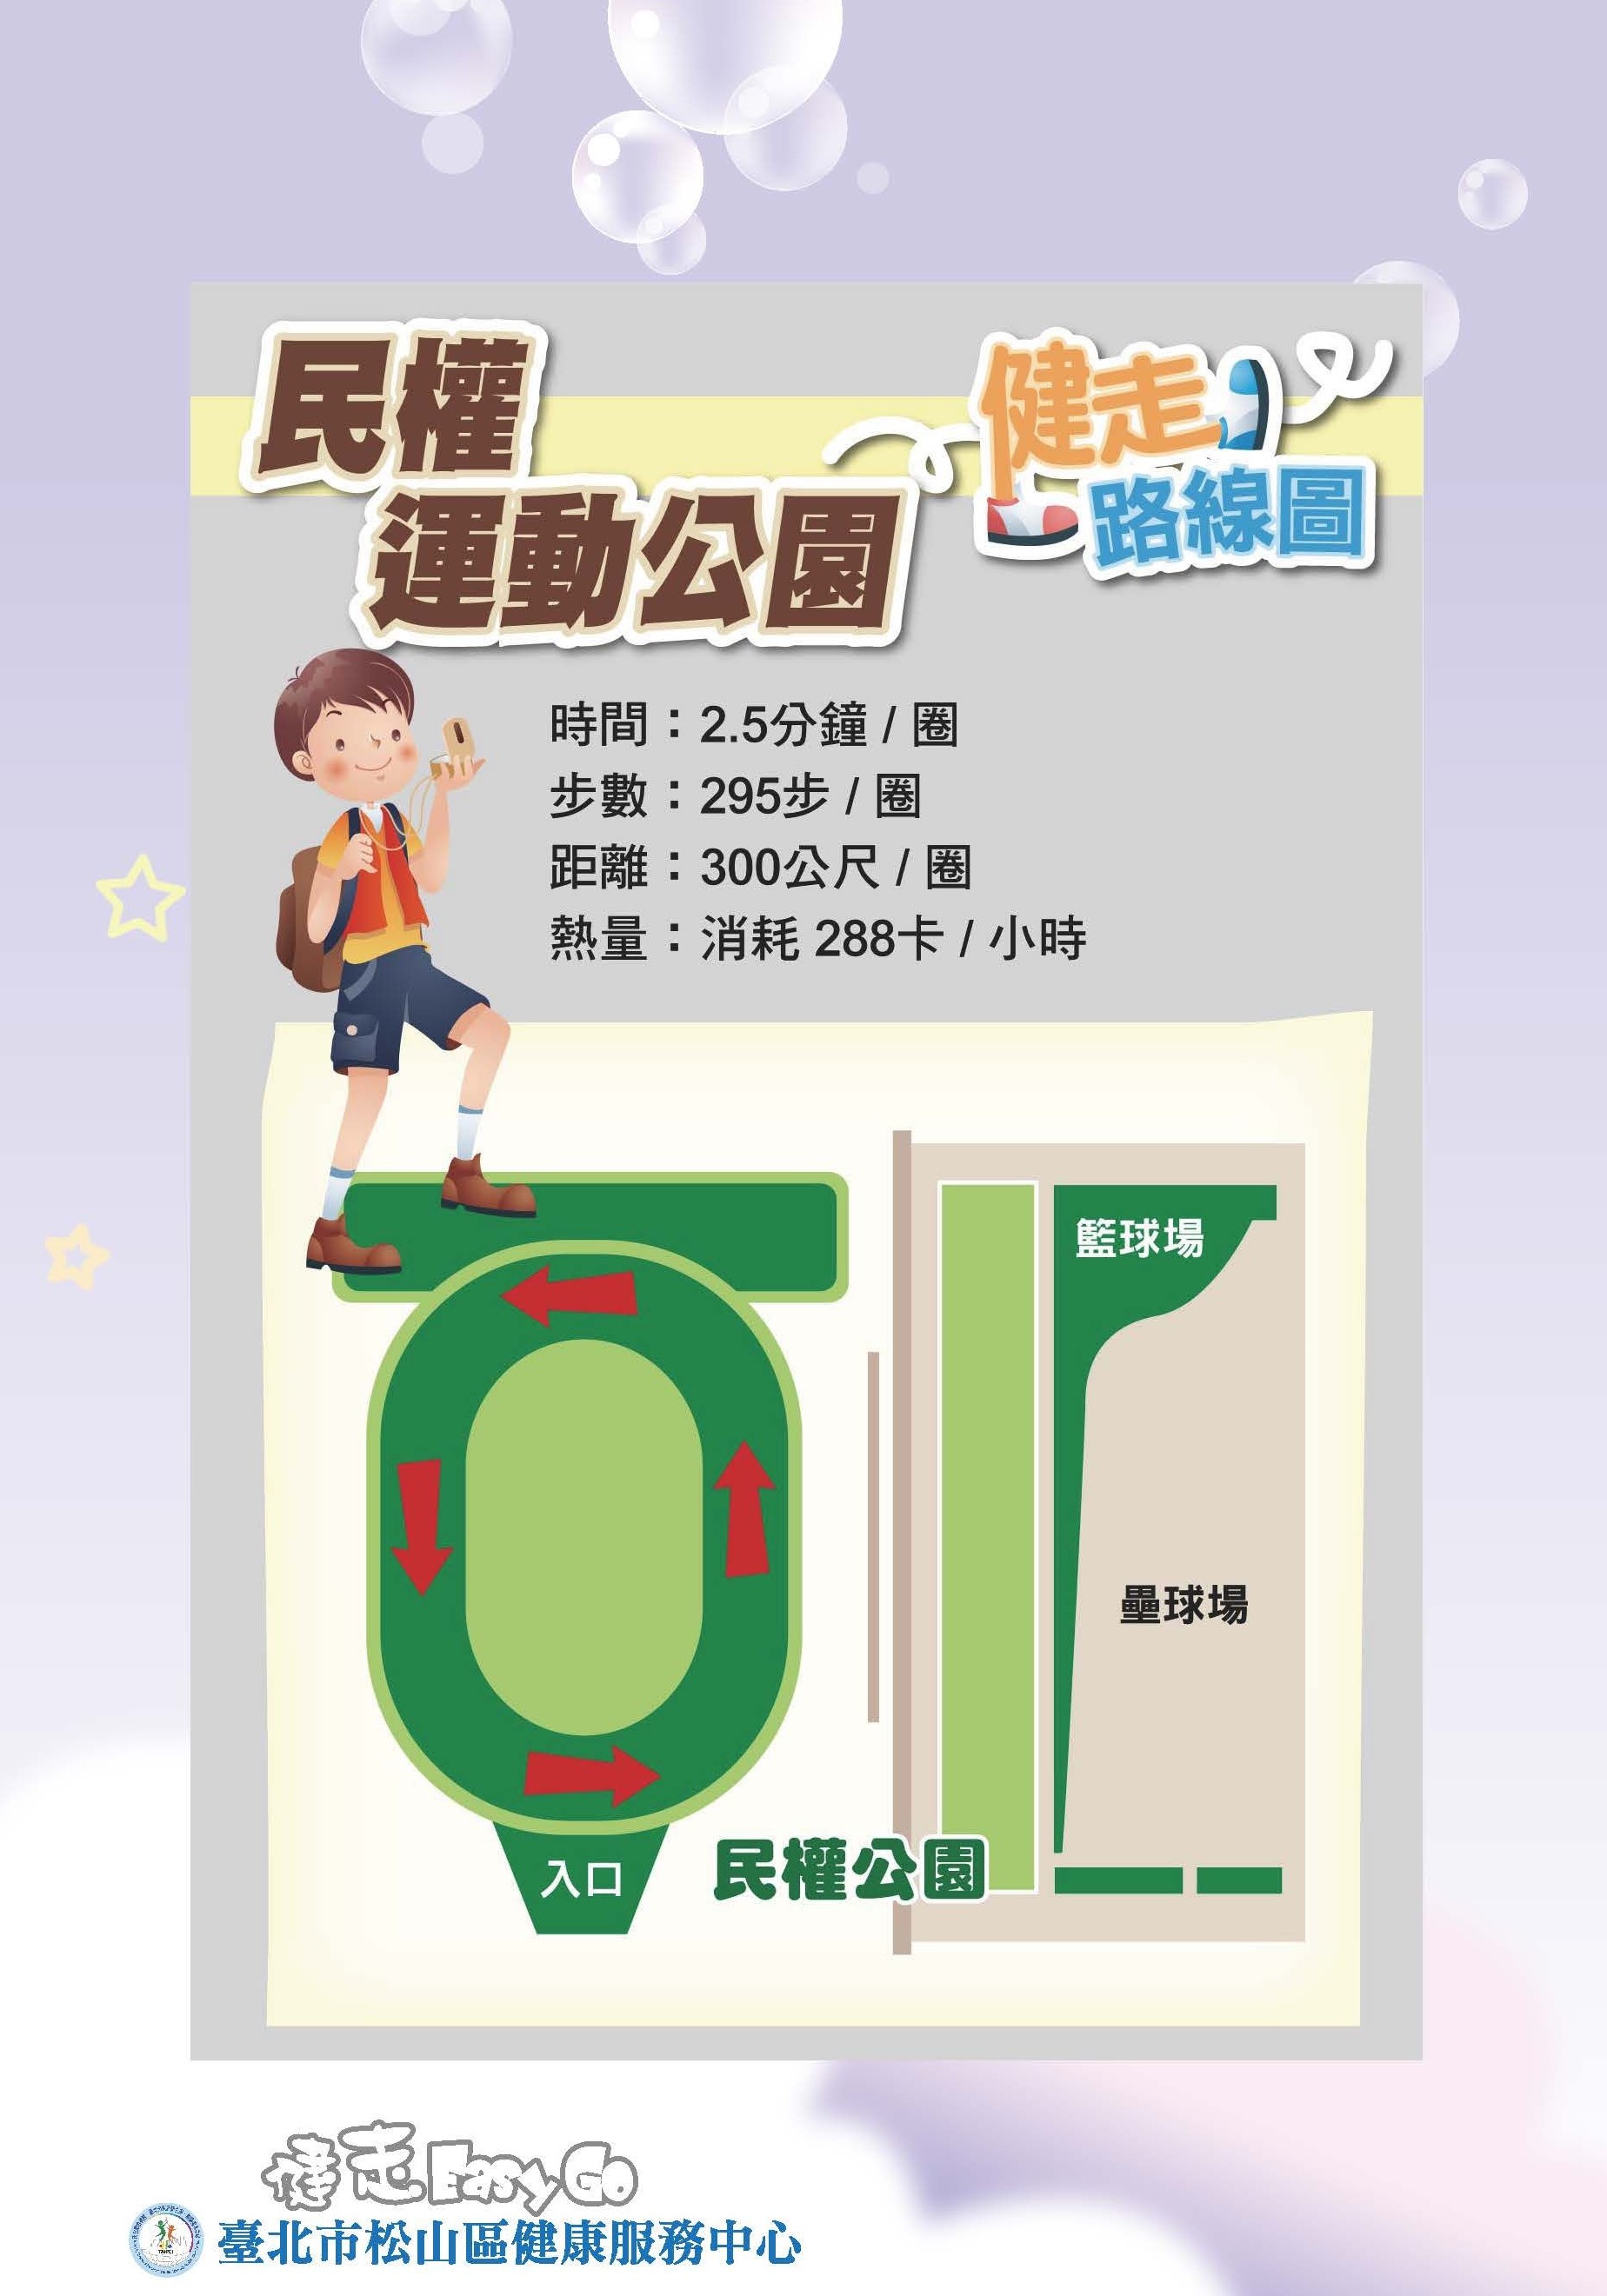 民權
運動公園
健走
路線圖
時間：2.5分鐘 / 圈
步數：295步 / 圈
距離：300公尺 / 圈
熱量：消耗 288卡 / 小時
籃球場
壘球場
入口
民權公園
健走EasyGo
臺北市松山區健康服務中心